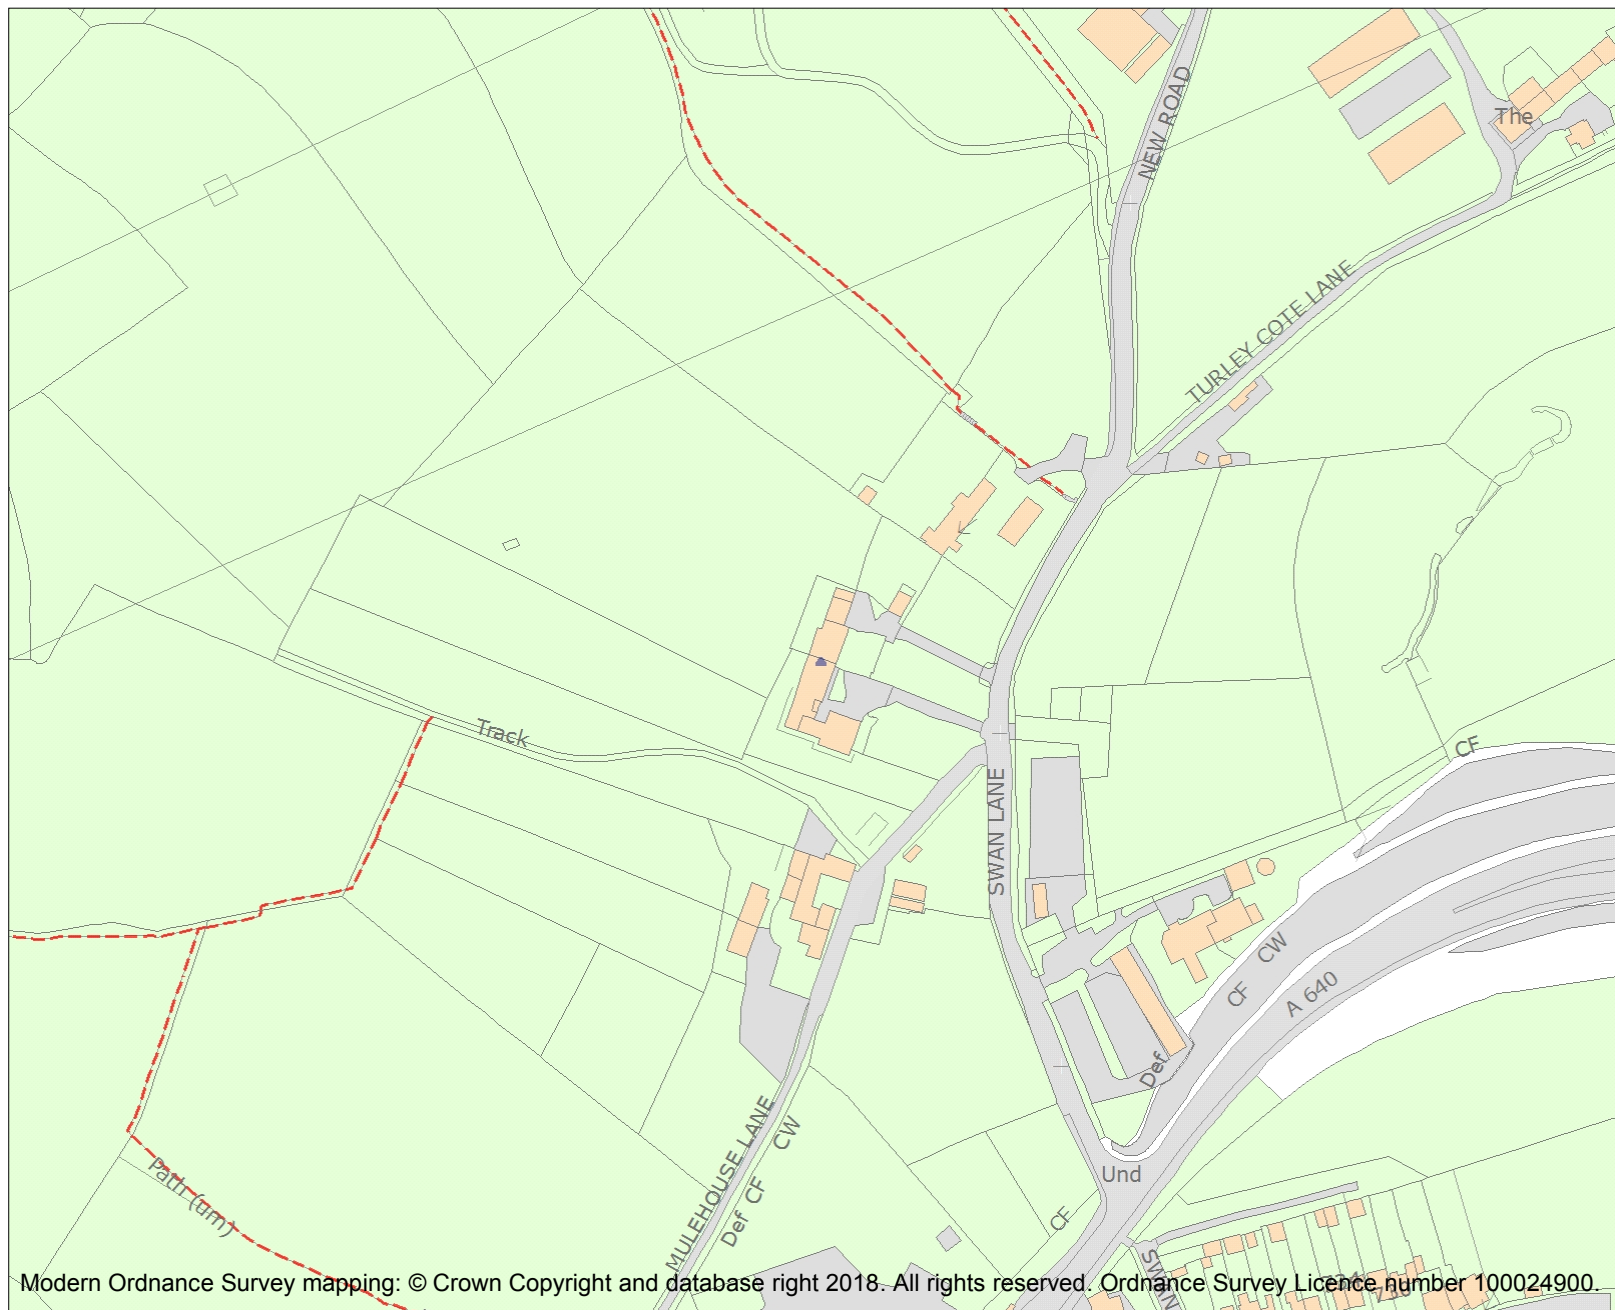 NEW ROAD
The
TURLEY COTE LANE
Track
CF
SWAN LANE
CF CW
A 640
Def
MULEHOUSE LANE
Def CF CW
Und
Path (um)
CF
SWAN
736
Modern Ordnance Survey mapping: © Crown Copyright and database right 2018. All rights reserved. Ordnance Survey Licence number 100024900.